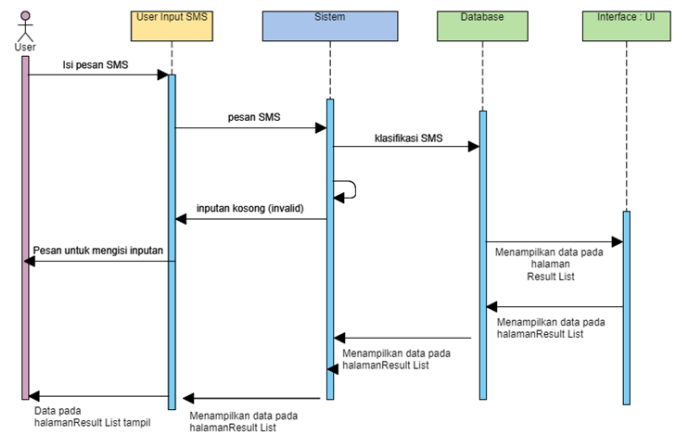 User Input SMS
Sistem
Database
Interface : UI
User
Isi pesan SMS
pesan SMS
klasifikasi SMS
inputan kosong (invalid)
Pesan untuk mengisi inputan
Menampilkan data pada
halaman
Result List
Menampilkan data pada
halamanResult List
Menampilkan data pada
halamanResult List
Data pada
halamanResult List tampil
Menampilkan data pada
halamanResult List